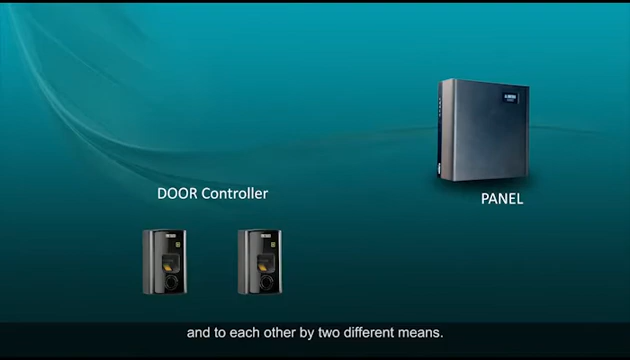 DOOR Controller
PANEL
and to each other by two different means.